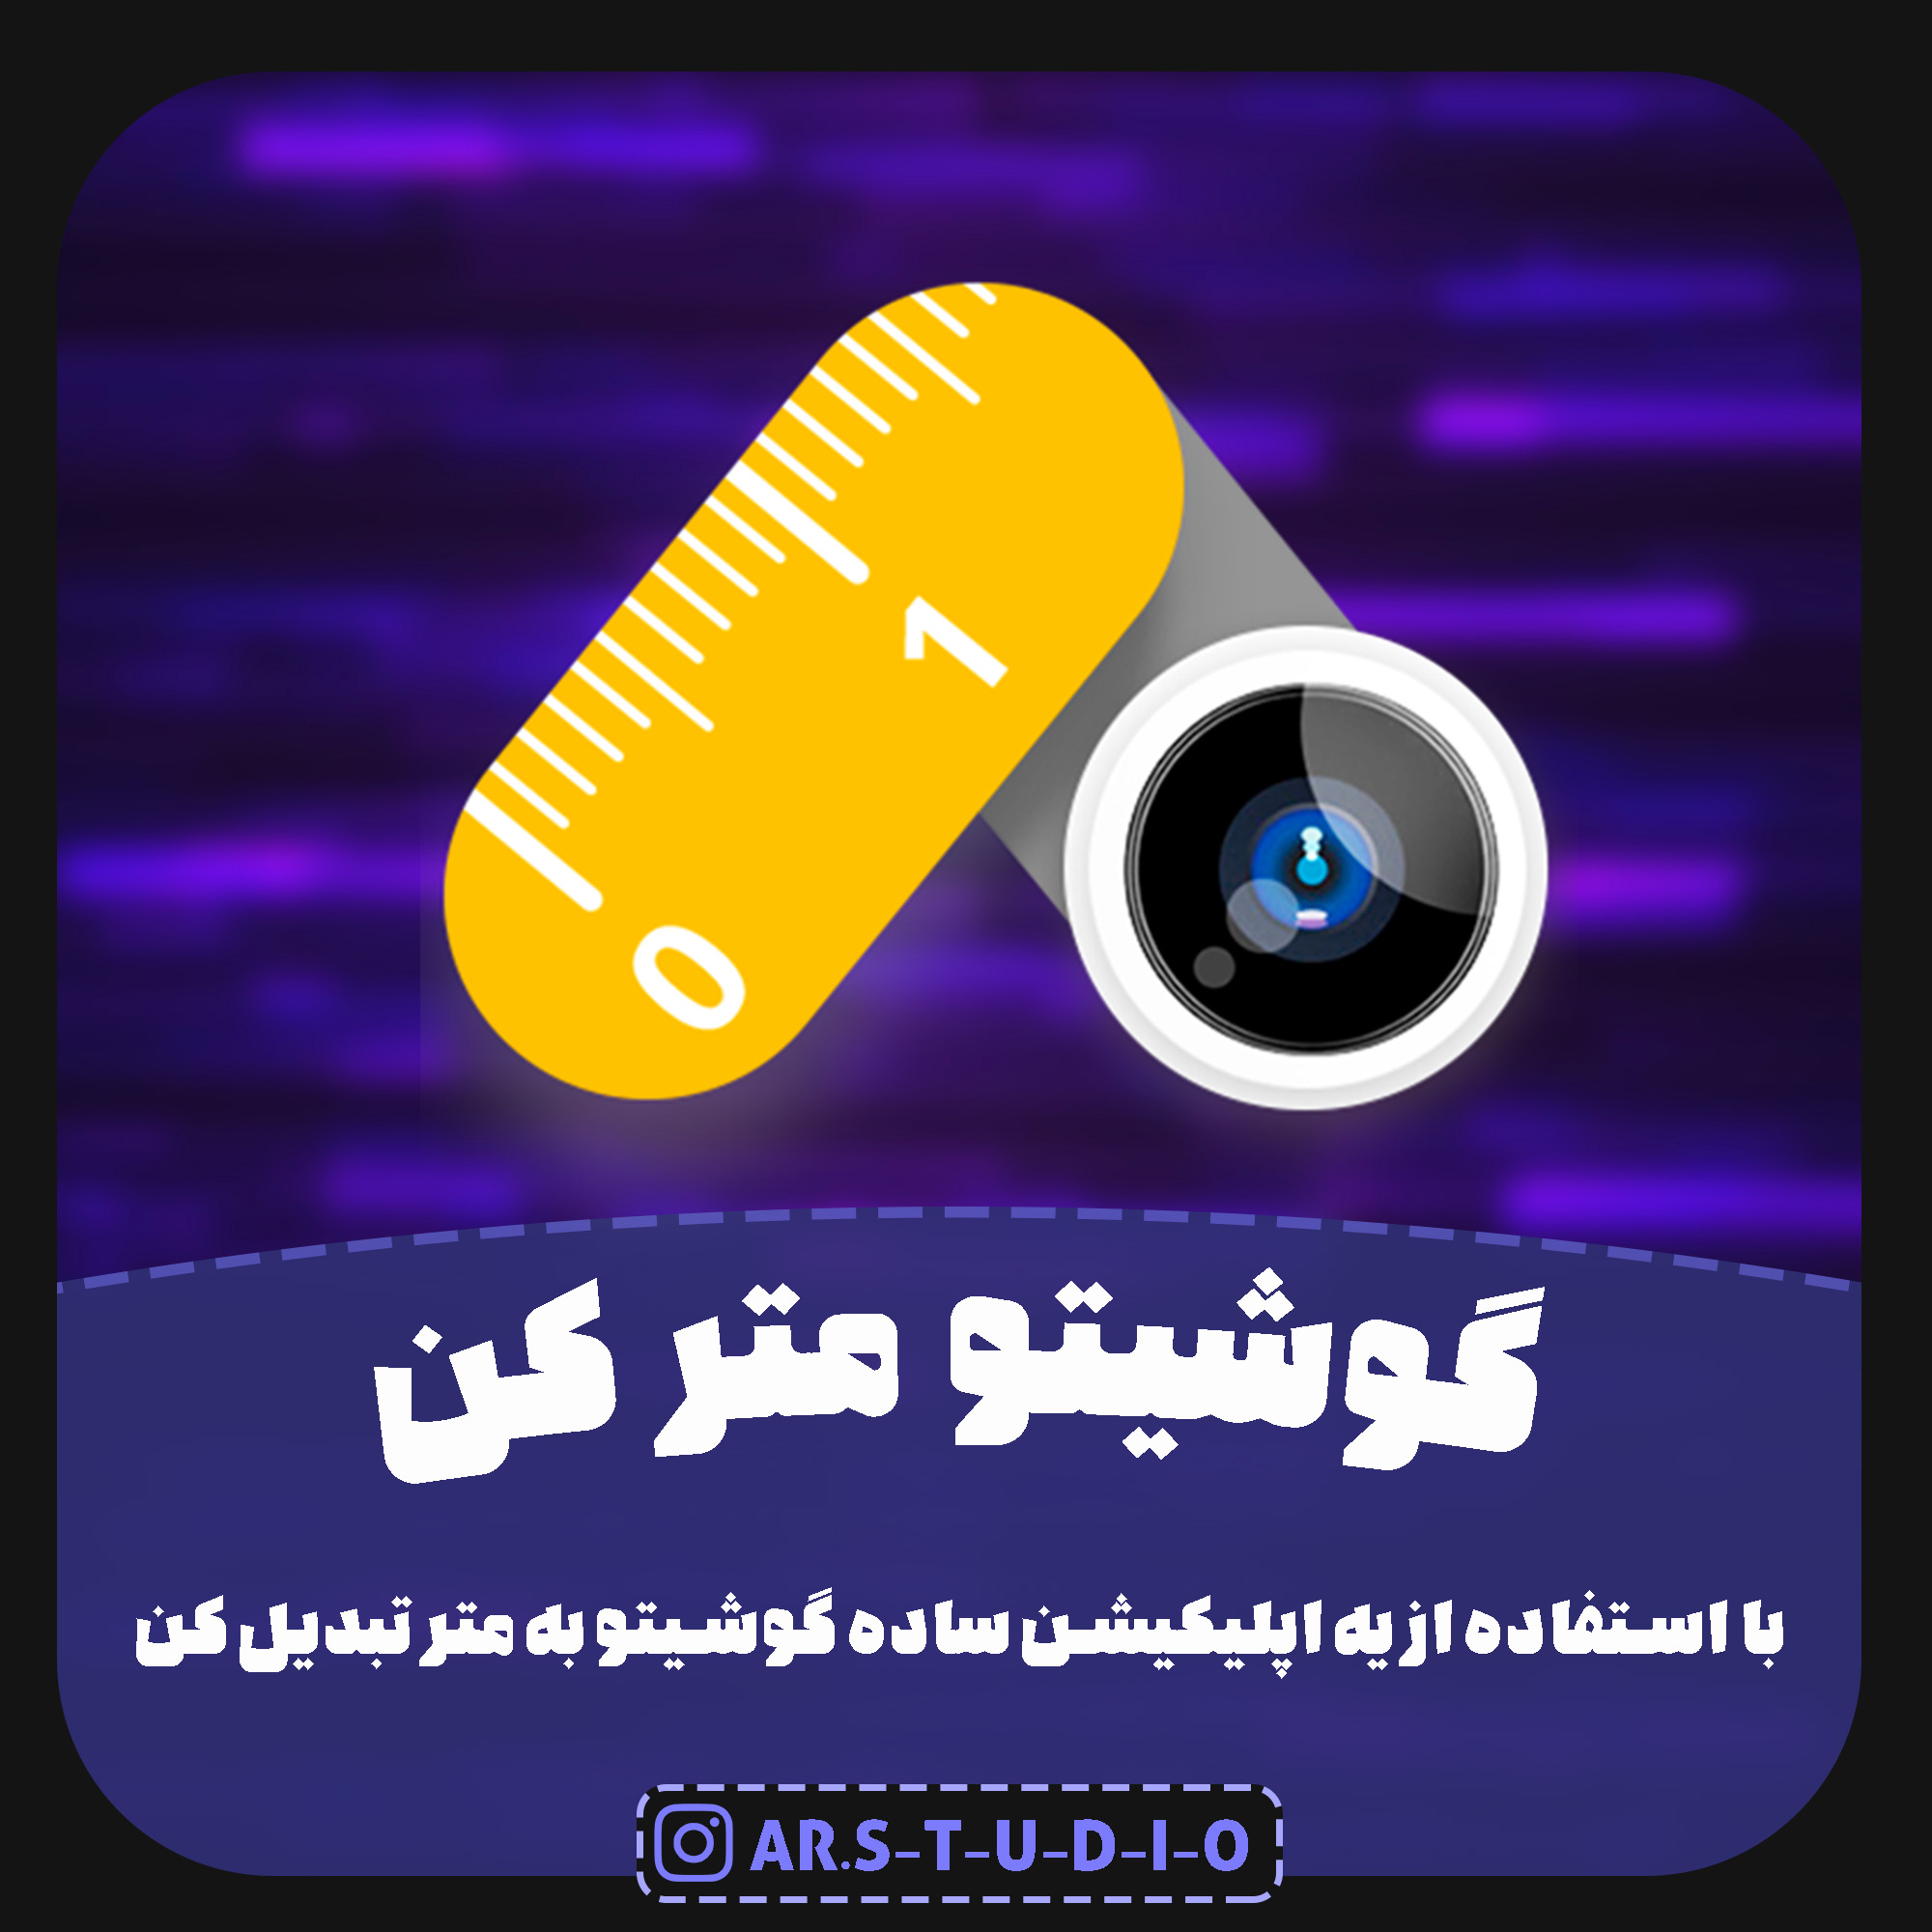 1
0
گوشیتو متر کن
با استفاده از یه اپلیکیشن ساده گوشیتو به متر تبدیل کن
AR.S-T-U-D-I-O